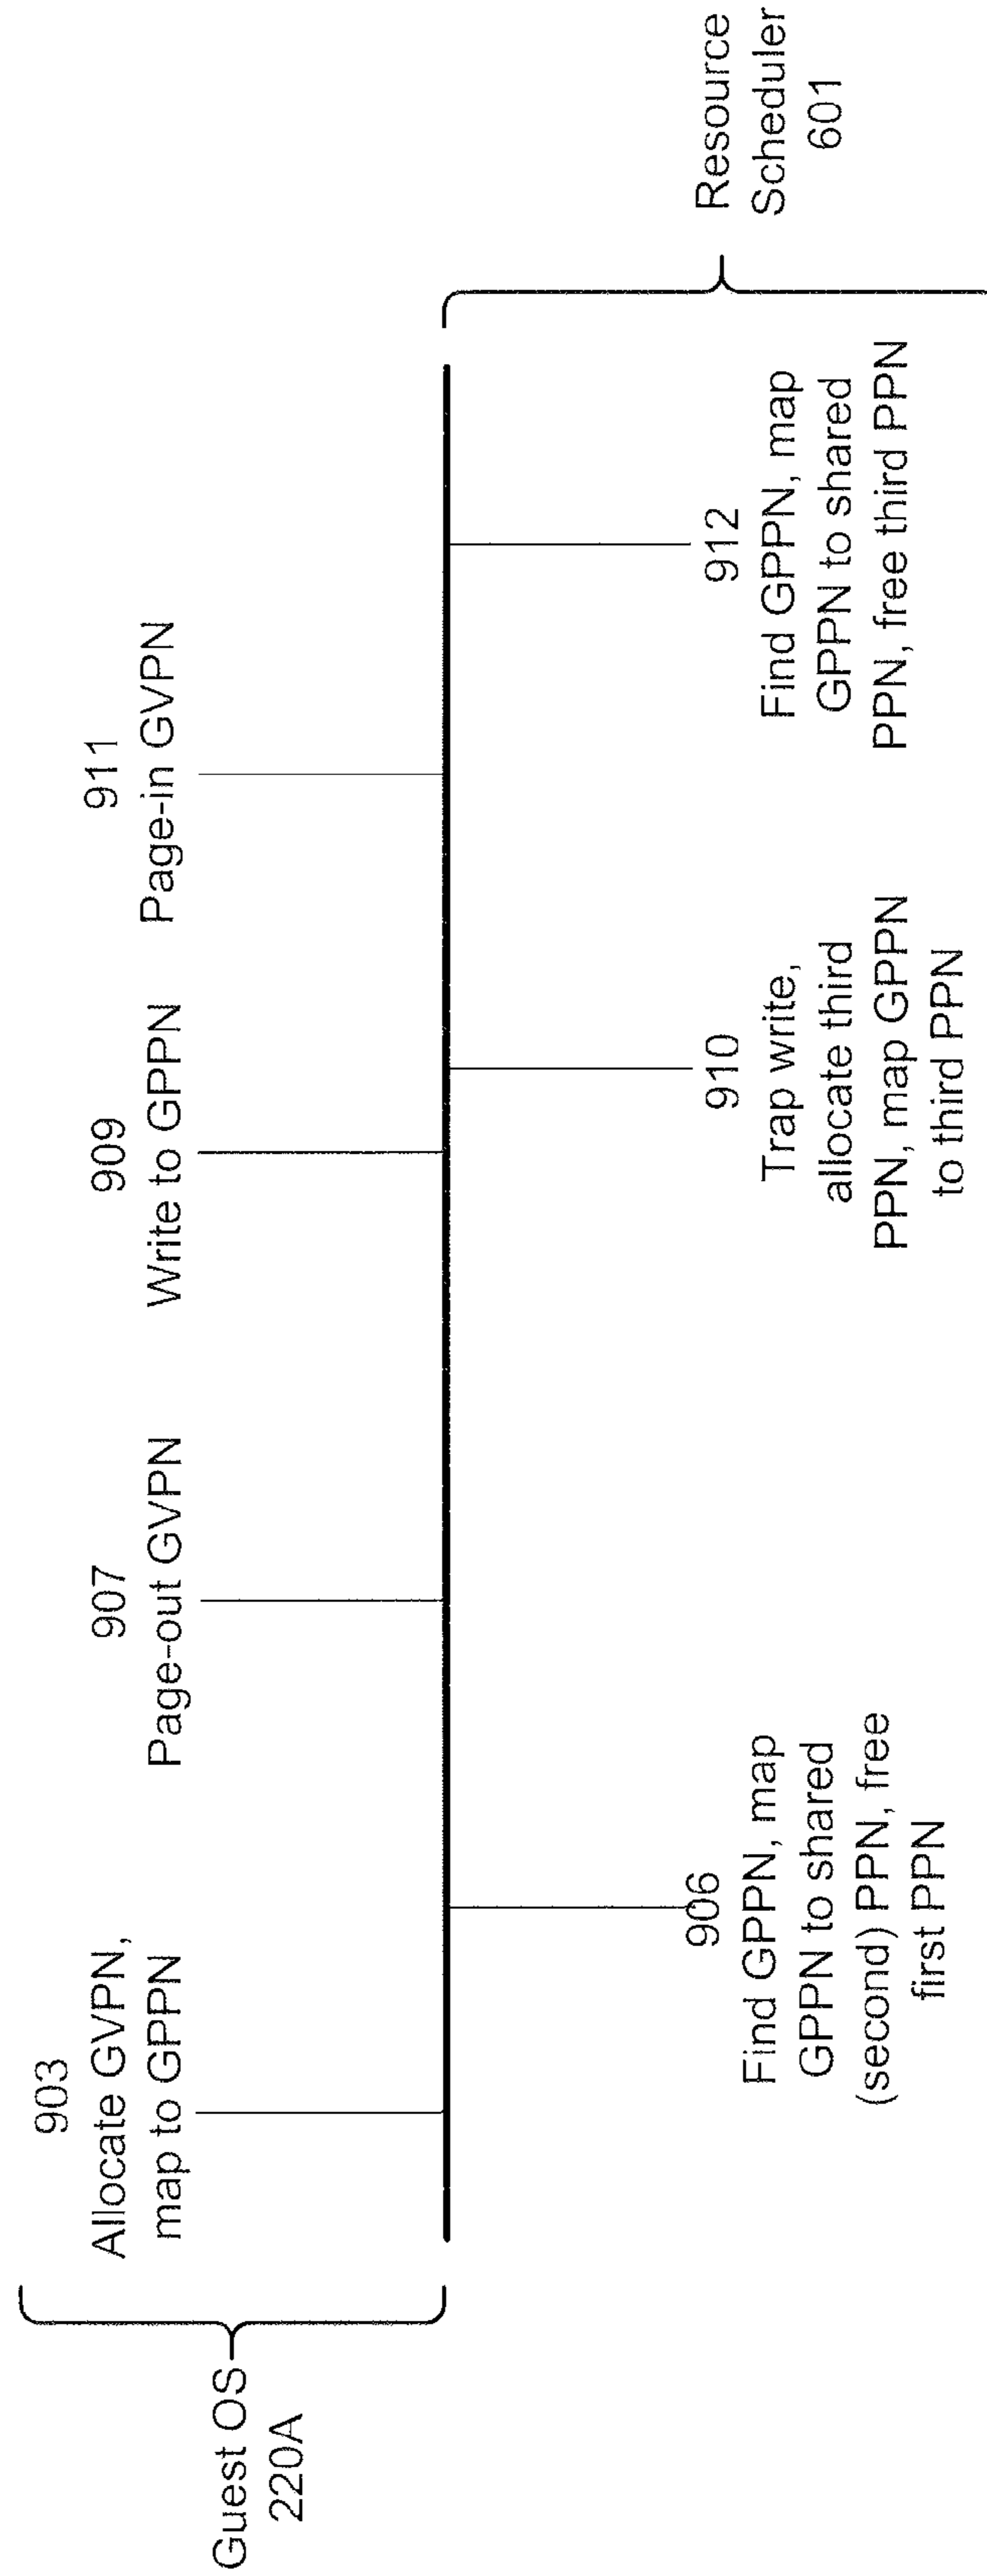 Guest OS
220A
903
Allocate GVPN,
map to GPPN
907
Page-out GVPN
909
Write to GPPN
911
Page-in GVPN
906
Find GPPN, map
GPPN to shared
(second) PPN, free
first PPN
910
Trap write,
allocate third
PPN, map GPPN
to third PPN
912
Find GPPN, map
GPPN to shared
PPN, free third PPN
Resource
Scheduler
601